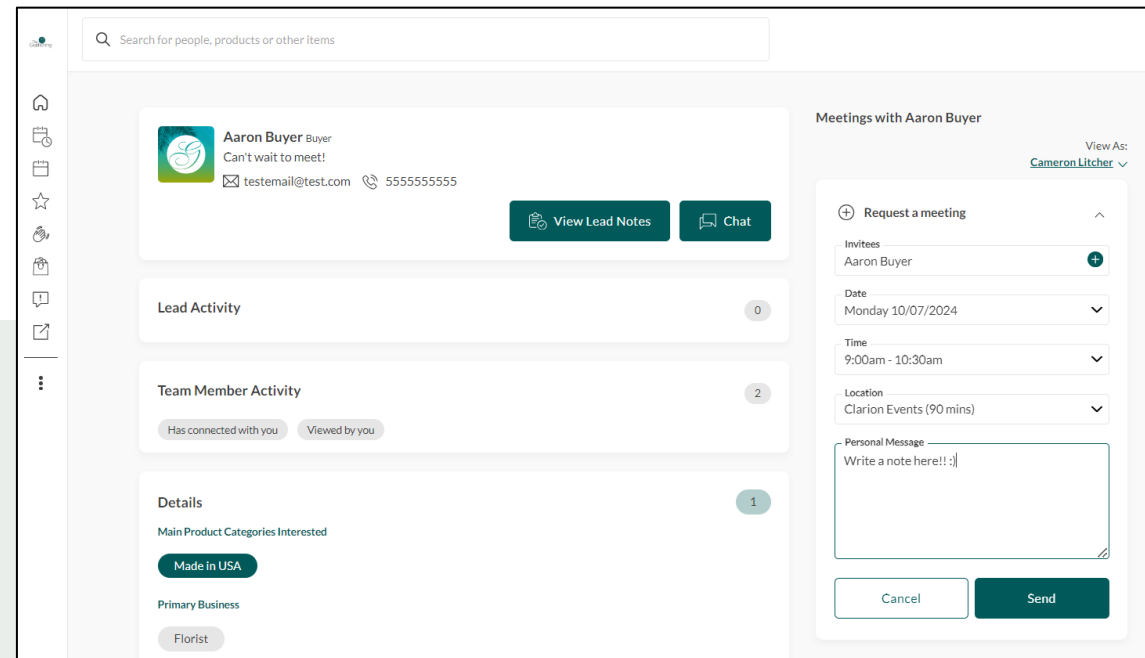 Search for people, products or other items
Aaron Buyer Buyer
Can't wait to meet!
testemail@test.com 5555555555
View Lead Notes
Chat
Lead Activity
0
Team Member Activity
2
Has connected with you
Viewed by you
Details
1
Main Product Categories Interested
Made in USA
Primary Business
Florist
Meetings with Aaron Buyer
View As:
Cameron Litcher
Request a meeting
Invitees
Aaron Buyer
Date
Monday 10/07/2024
Time
9:00am - 10:30am
Location
Clarion Events (90 mins)
Personal Message
Write a note here!! :)
Cancel
Send